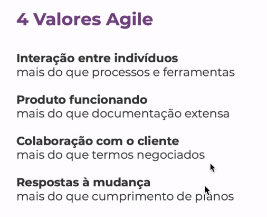 4 Valores Agile
Interação entre indivíduos
mais do que processos e ferramentas
Produto funcionando
mais do que documentação extensa
Colaboração com o cliente
mais do que termos negociados
Respostas à mudança
mais do que cumprimento de planos